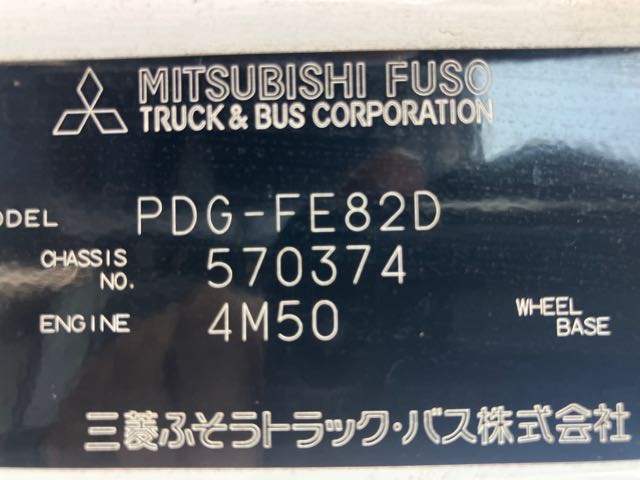 MITSUBISHI FUSO
TRUCK & BUS CORPORATION
ODEL PDG-FE82D
CHASSIS NO. 570374
ENGINE 4M50 WHEEL BASE
三菱ふそうトラック・バス株式会社